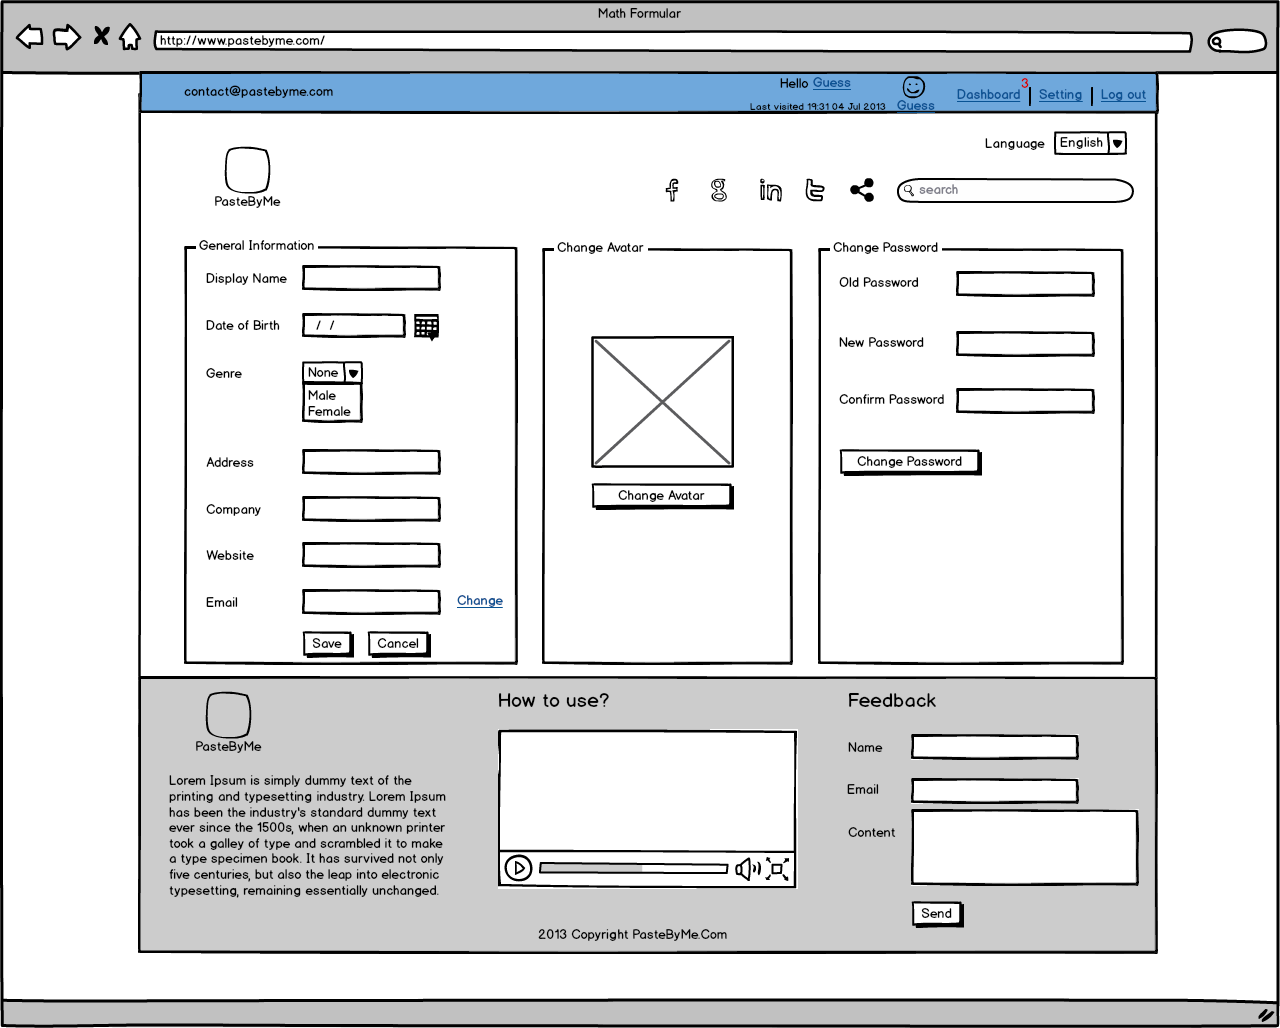 Math Formular
http://www.pastebyme.com/
contact@pastebyme.com
Hello Guess
Last visited 19:31 04 Jul 2013
Guess
Dashboard
3
Setting
Log out
Language
English
PasteByMe
f
g
in
t
search
General Information
Display Name
Date of Birth
/ /
Genre
None
Male
Female
Address
Company
Website
Email
Change
Save
Cancel
Change Avatar
Change Avatar
Change Password
Old Password
New Password
Confirm Password
Change Password
PasteByMe
Lorem Ipsum is simply dummy text of the
printing and typesetting industry. Lorem Ipsum
has been the industry's standard dummy text
ever since the 1500s, when an unknown printer
took a galley of type and scrambled it to make
a type specimen book. It has survived not only
five centuries, but also the leap into electronic
typesetting, remaining essentially unchanged.
How to use?
Feedback
Name
Email
Content
Send
2013 Copyright PasteByMe.Com